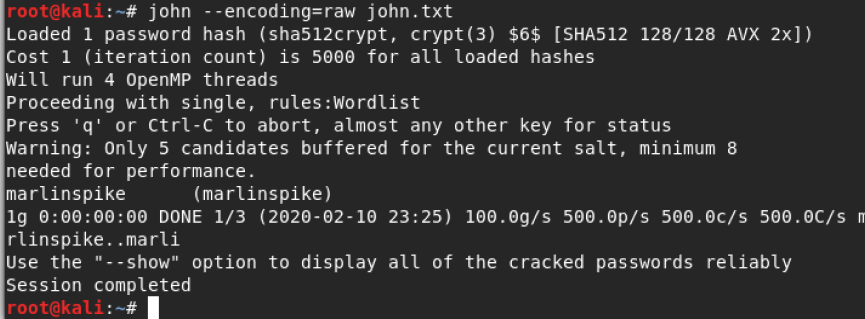 root@kali:~# john --encoding=raw john.txt
Loaded 1 password hash (sha512crypt, crypt(3) $6$ [SHA512 128/128 AVX 2x])
Cost 1 (iteration count) is 5000 for all loaded hashes
Will run 4 OpenMP threads
Proceeding with single, rules:Wordlist
Press 'q' or Ctrl-C to abort, almost any other key for status
Warning: Only 5 candidates buffered for the current salt, minimum 8
needed for performance.
marlinspike      (marlinspike)
1g 0:00:00:00 DONE 1/3 (2020-02-10 23:25) 100.0g/s 500.0p/s 500.0c/s 500.0C/s m
rlinspike..marli
Use the "--show" option to display all of the cracked passwords reliably
Session completed
root@kali:~#